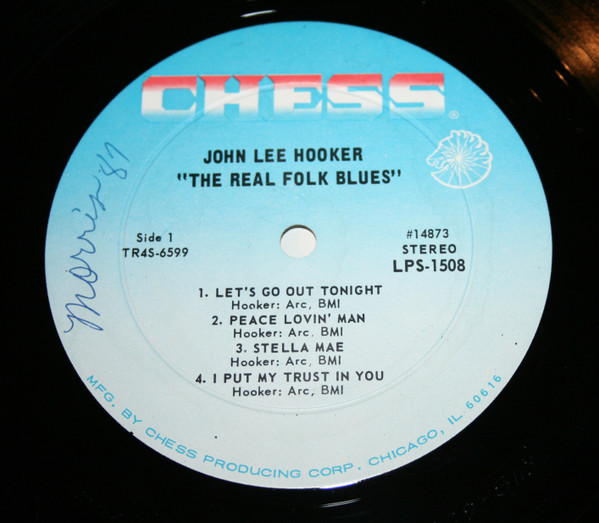 CHESS®
JOHN LEE HOOKER
"THE REAL FOLK BLUES"
Morris 87
Side 1
TR4S-6599
#14873
STEREO
LPS-1508
1. LET'S GO OUT TONIGHT
Hooker: Arc, BMI
2. PEACE LOVIN' MAN
Hooker: Arc. BMI
3. STELLA MAE
Hooker: Arc, BMI
4. I PUT MY TRUST IN YOU
Hooker: Arc, BMI
MFG. BY CHESS PRODUCING CORP., CHICAGO, IL 60616